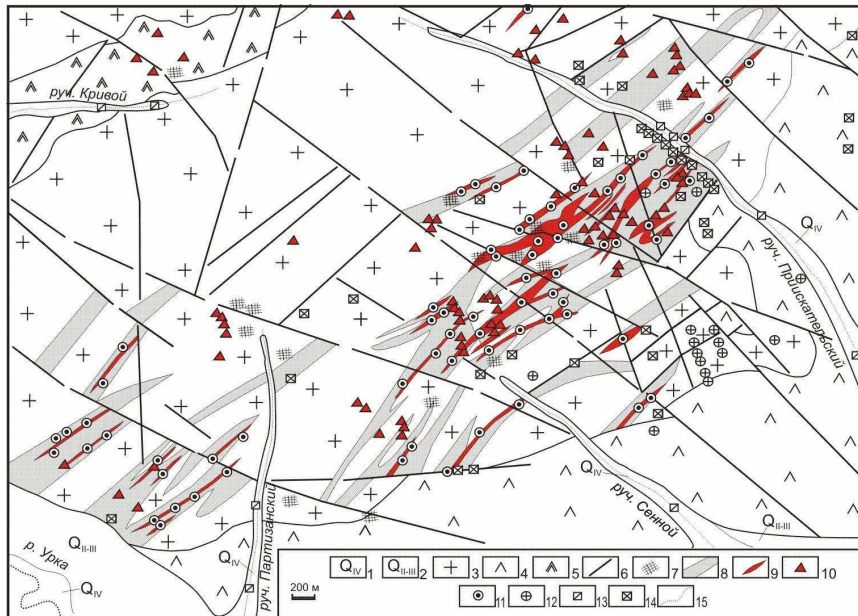 руч. Кривой
Q IV
руч. Приискательский
Q IV
руч. Сенной
Q II-III
Q II-III
р. Урка
Q IV
Q IV
руч. Партизанский
200 м
Q IV 1 Q II-III 2 3 4 5 6 7 8 9 10
11 12 13 14 15